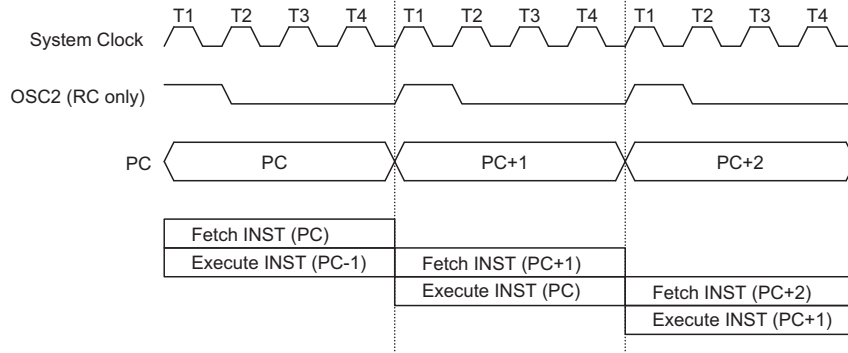 T1 T2 T3 T4 T1 T2 T3 T4 T1 T2 T3 T4
System Clock
OSC2 (RC only)
PC PC PC+1 PC+2
Fetch INST (PC)
Execute INST (PC-1) Fetch INST (PC+1)
Execute INST (PC) Fetch INST (PC+2)
Execute INST (PC+1)